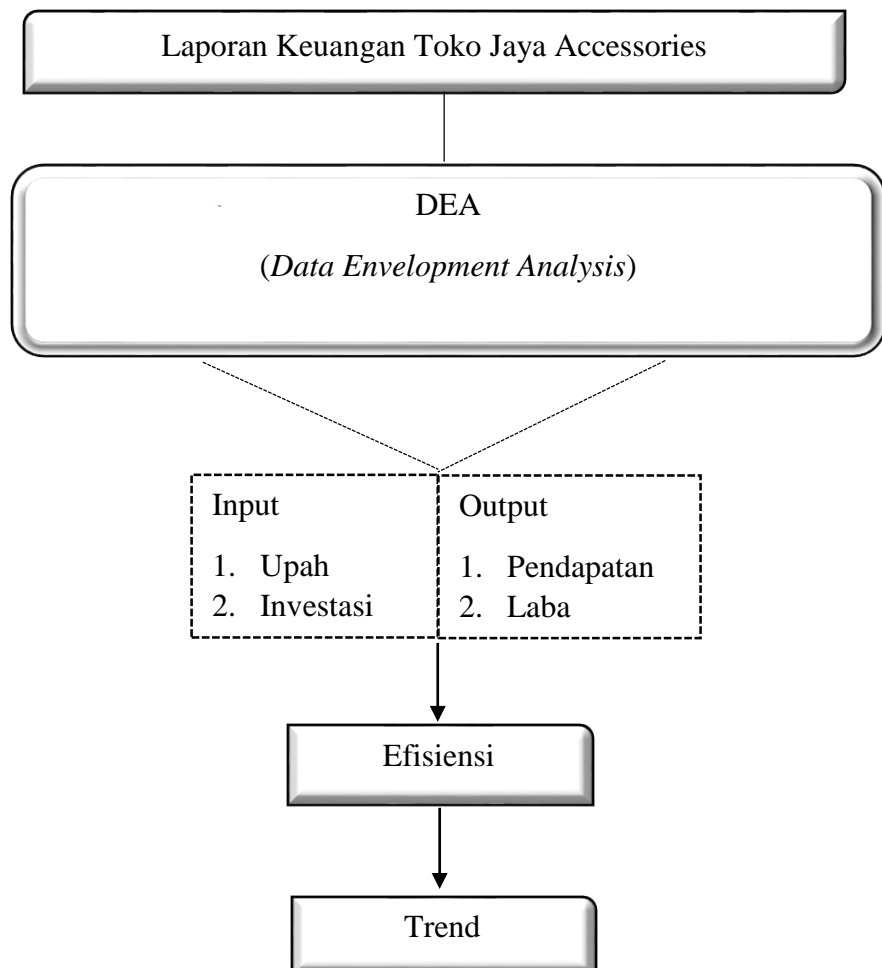 Laporan Keuangan Toko Jaya Accessories
DEA
(Data Envelopment Analysis)
Input
1. Upah
2. Investasi
Output
1. Pendapatan
2. Laba
Efisiensi
Trend